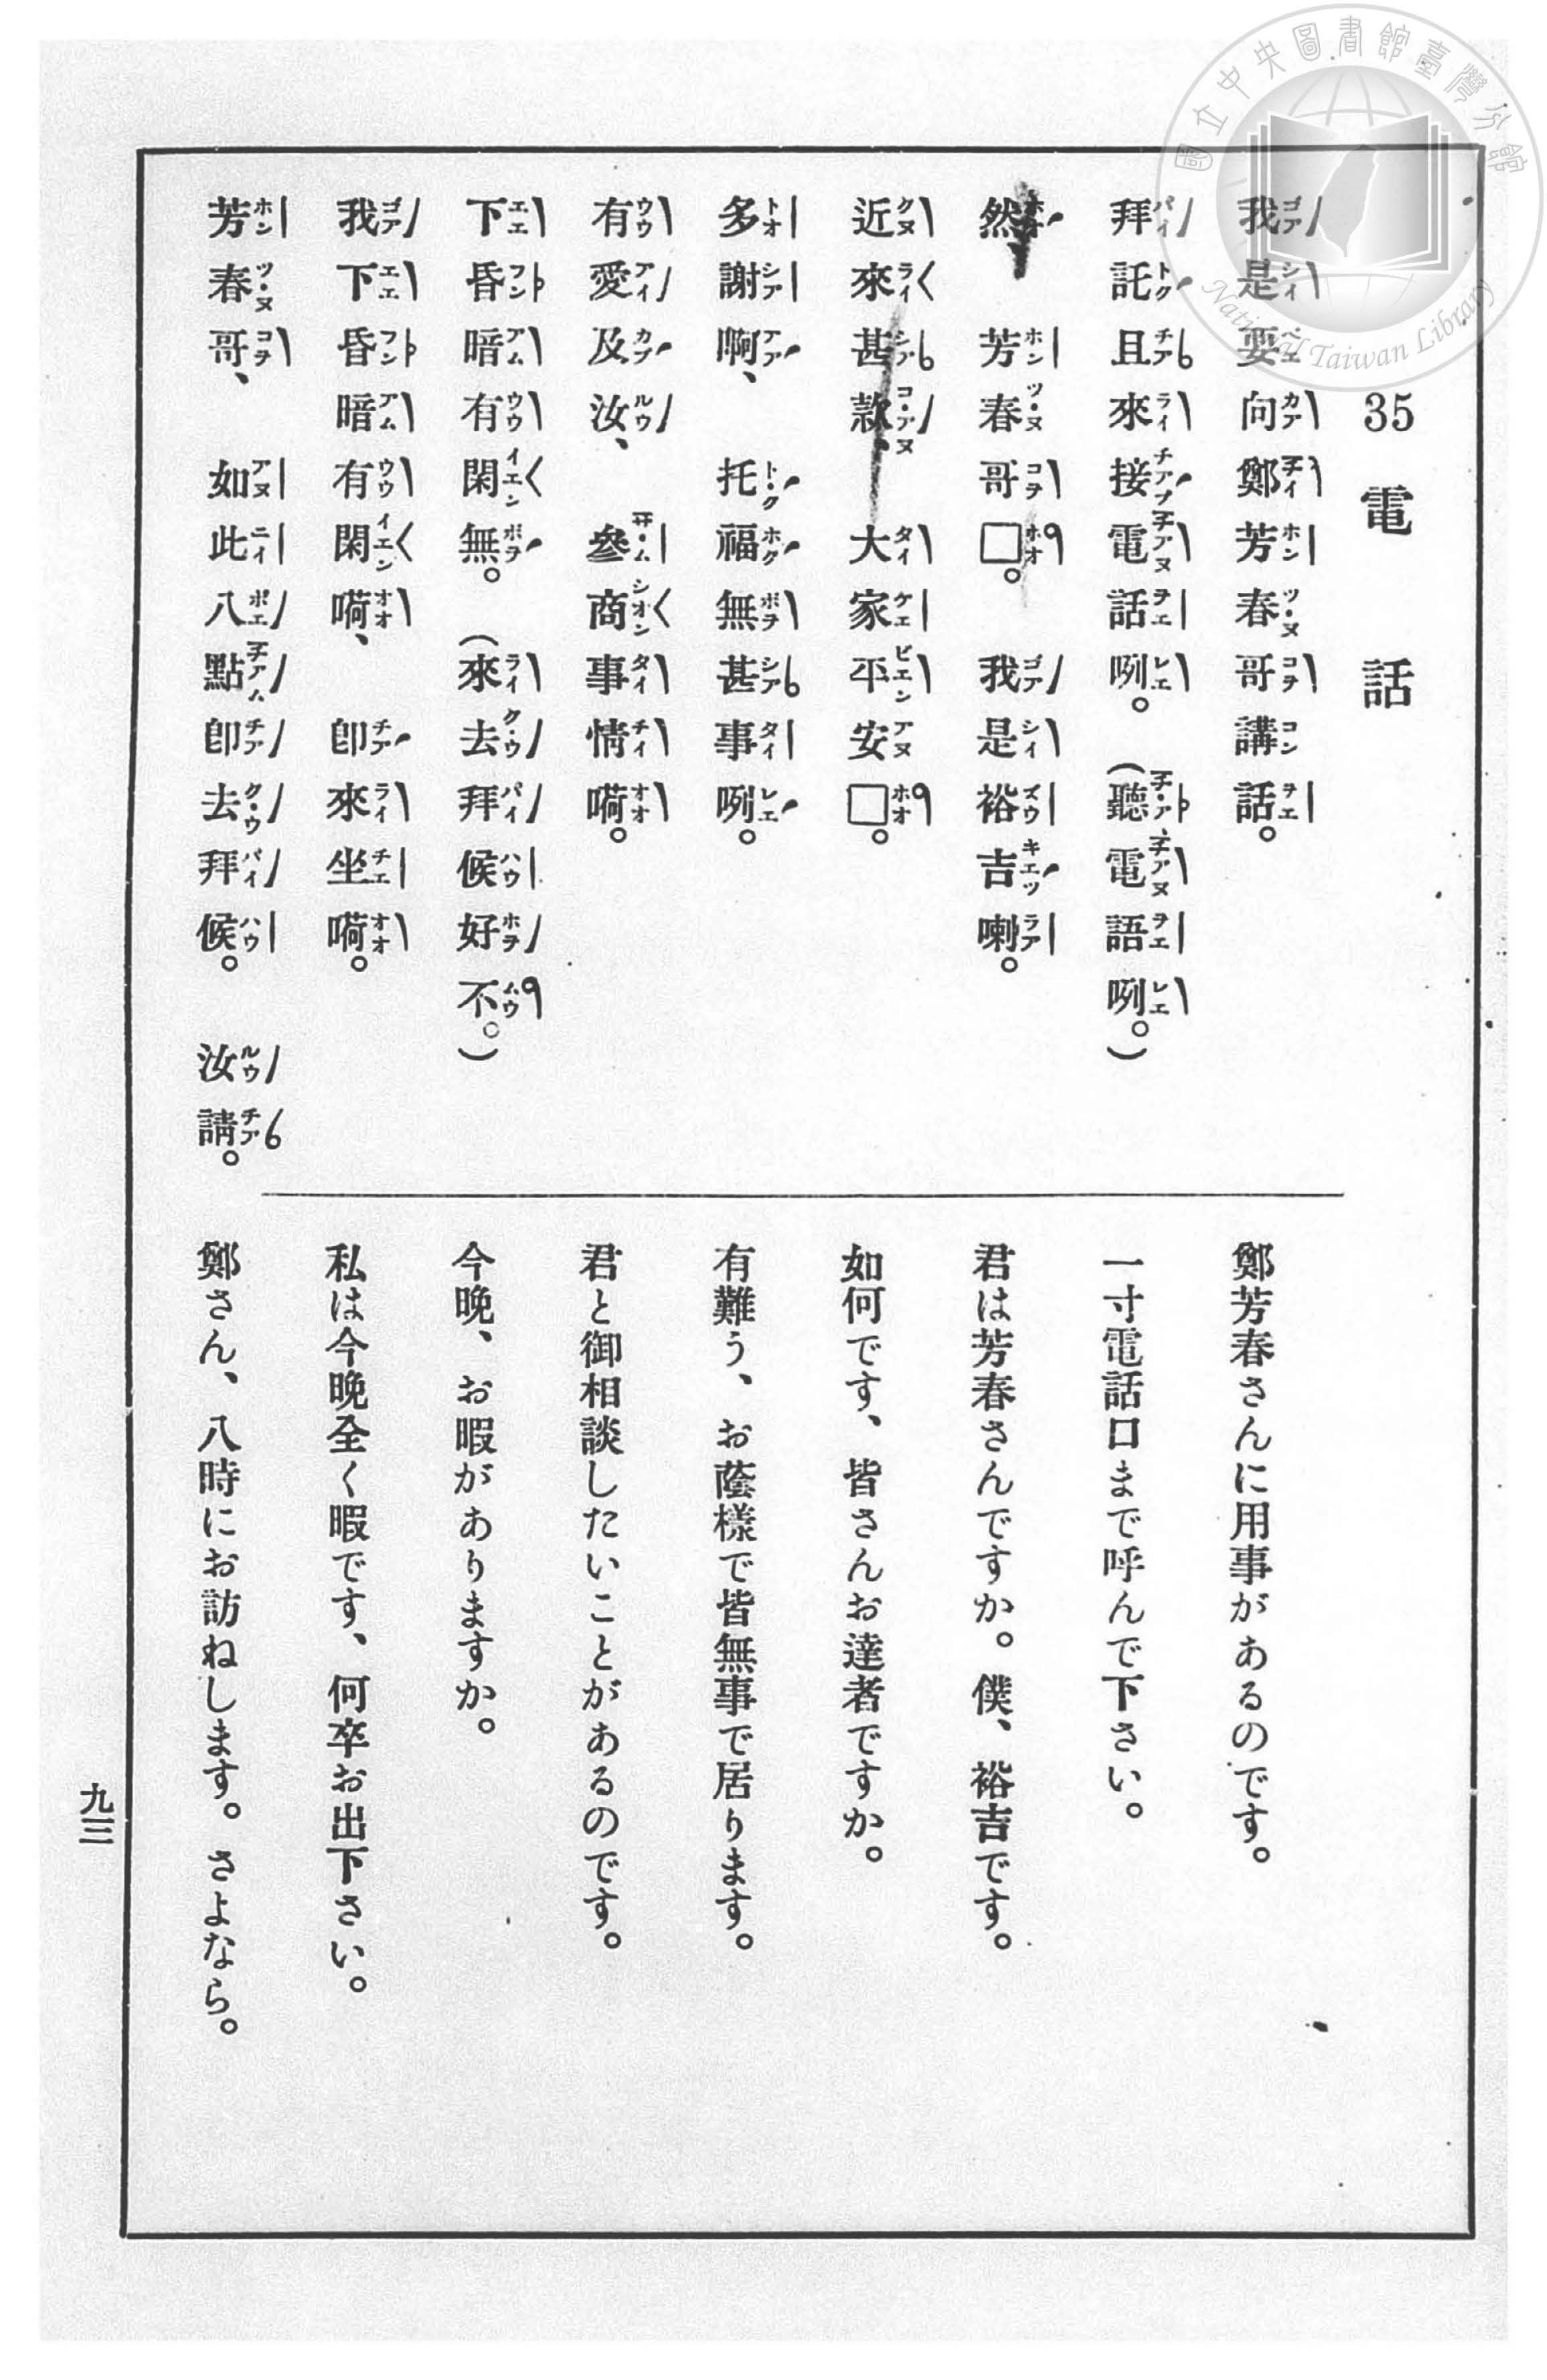 35 電話
我是要向鄭芳春哥講話。
鄭芳春さんに用事があるのです。
拜託且來接電話咧。（聽電語咧。）
一寸電話口まで呼んで下さい。
然 芳春哥□。 我是裕吉喇。
君は芳春さんですか。僕、裕吉です。
近來甚款、大家平安□。
如何です、皆さんお達者ですか。
多謝啊、托福無甚事咧。
有難う、お蔭樣で皆無事で居ります。
有愛及汝、參商事情嗬。
君と御相談したいことがあるのです。
下昏暗有閑無。（來去拜候好不。）
今晚、お暇がありますか。
我下昏暗有閑嗬、卽來坐嗬。
私は今晚全く暇です、何卒お出下さい。
芳春哥、如此八點卽去拜候。 汝請。
鄭さん、八時にお訪ねします。さよなら。
九三
國立中央圖書館臺灣分館
National Taiwan Library